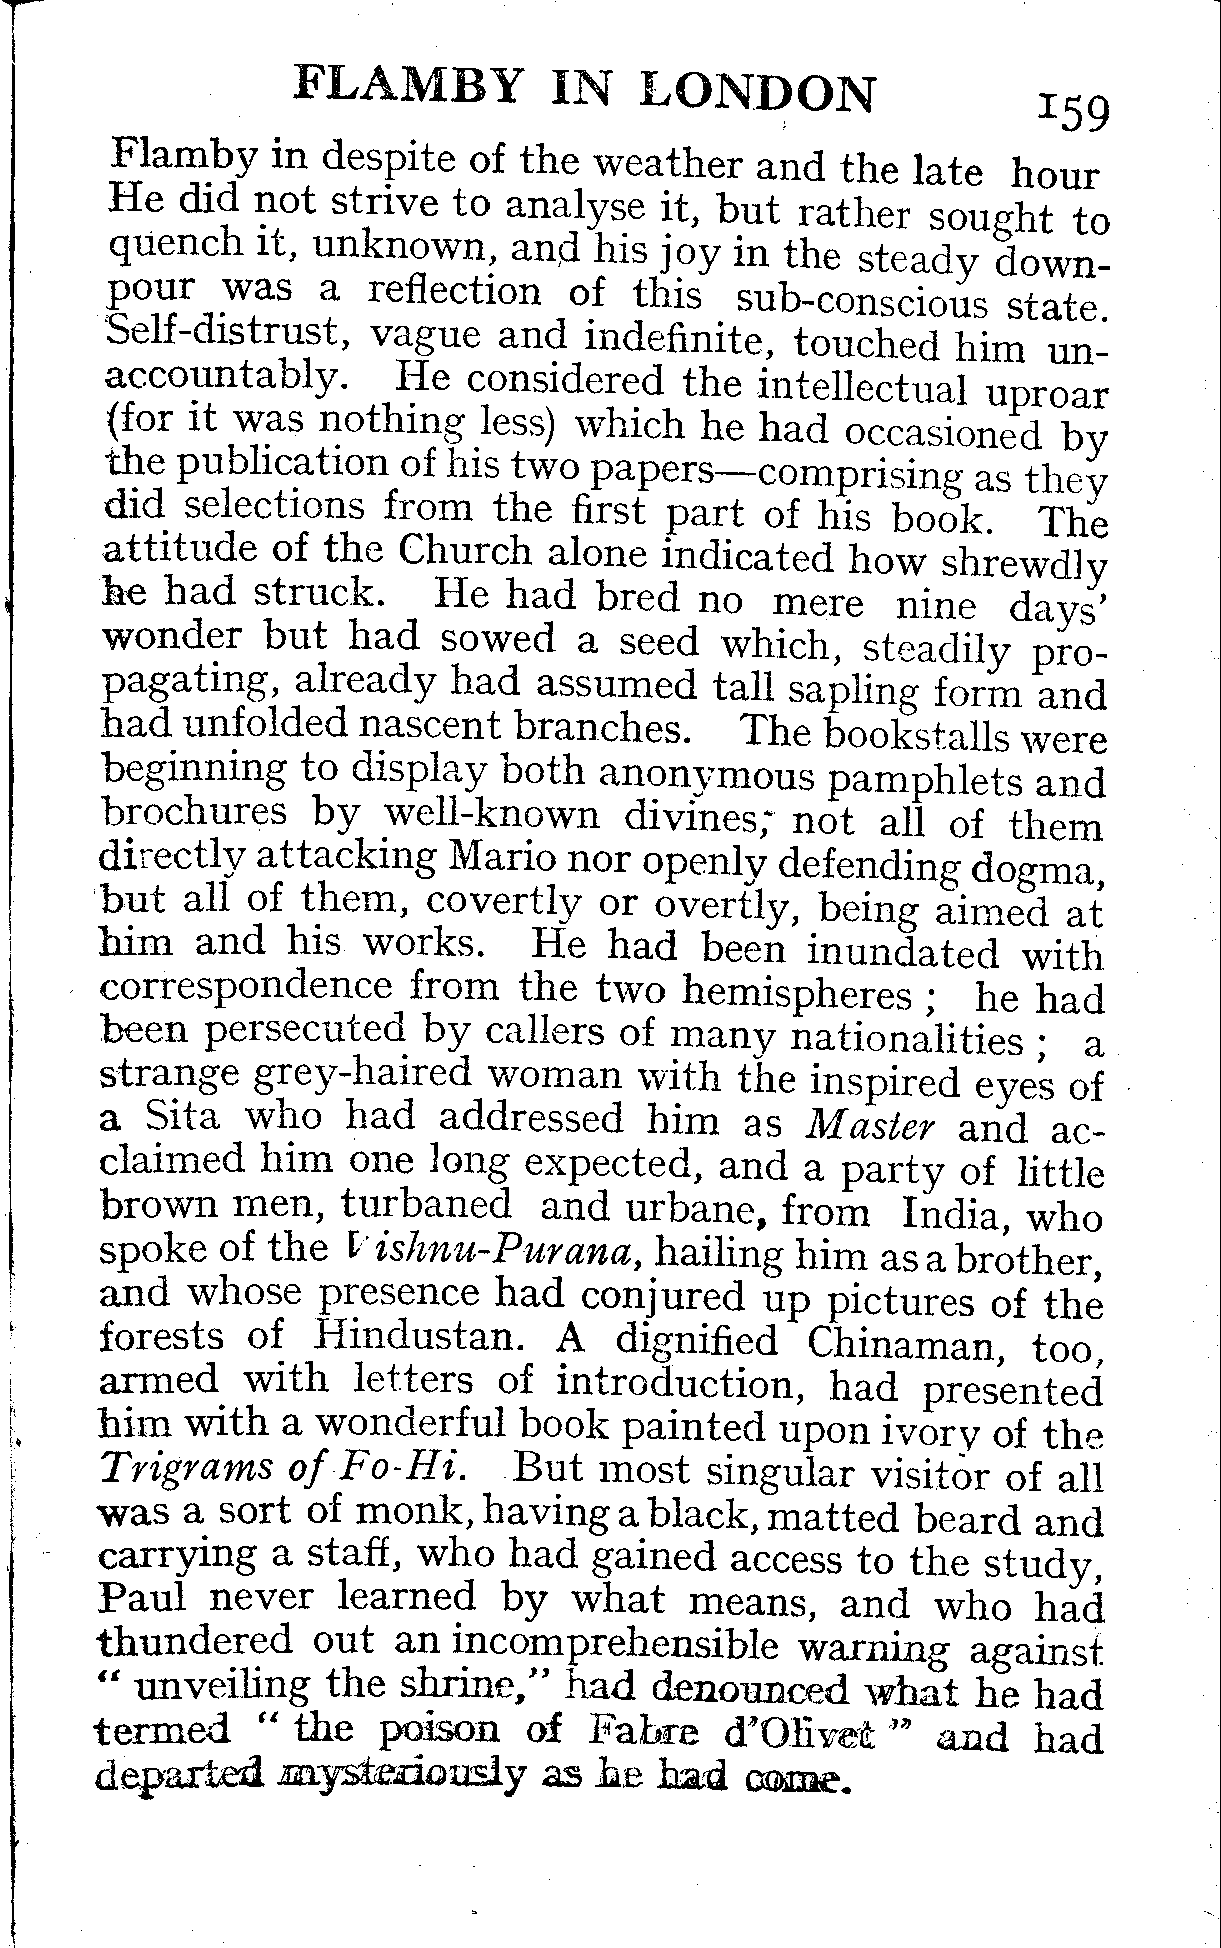 FLAMBY IN LONDON 159
Flamby in despite of the weather and the late hour
He did not strive to analyse it, but rather sought to
quench it, unknown, and his joy in the steady down-
pour was a reflection of this sub-conscious state.
Self-distrust, vague and indefinite, touched him un-
accountably. He considered the intellectual uproar
(for it was nothing less) which he had occasioned by
the publication of his two papers—comprising as they
did selections from the first part of his book. The
attitude of the Church alone indicated how shrewdly
he had struck. He had bred no mere nine days'
wonder but had sowed a seed which, steadily pro-
pagating, already had assumed tall sapling form and
had unfolded nascent branches. The bookstalls were
beginning to display both anonymous pamphlets and
brochures by well-known divines; not all of them
directly attacking Mario nor openly defending dogma,
but all of them, covertly or overtly, being aimed at
him and his works. He had been inundated with
correspondence from the two hemispheres ; he had
been persecuted by callers of many nationalities ; a
strange grey-haired woman with the inspired eyes of
a Sita who had addressed him as Master and ac-
claimed him one long expected, and a party of little
brown men, turbaned and urbane, from India, who
spoke of the Vishnu-Purana, hailing him as a brother,
and whose presence had conjured up pictures of the
forests of Hindustan. A dignified Chinaman, too,
armed with letters of introduction, had presented
him with a wonderful book painted upon ivory of the
Trigrams of Fo-Hi. But most singular visitor of all
was a sort of monk, having a black, matted beard and
carrying a staff, who had gained access to the study,
Paul never learned by what means, and who had
thundered out an incomprehensible warning against
“ unveiling the shrine,” had denounced what he had
termed “ the poison of Fabre d'Olivet ” and had
departed mysteriously as he had come.